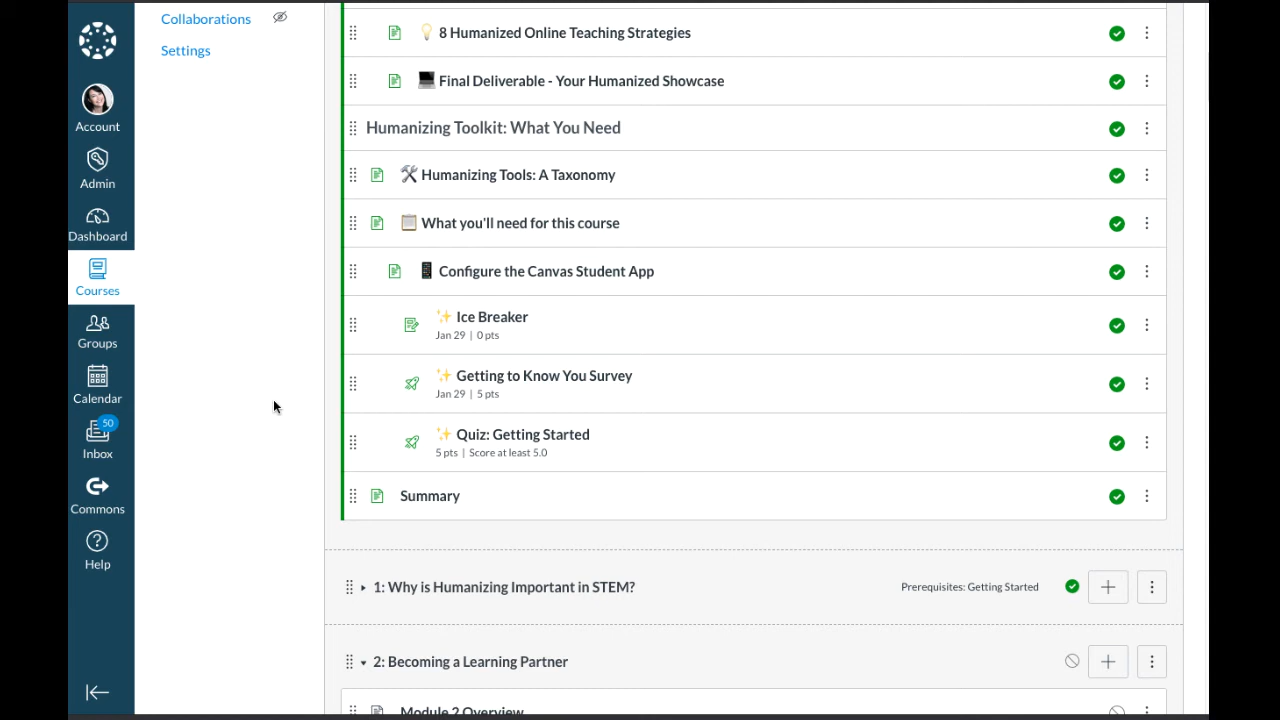 Collaborations
Settings
Account
Admin
Dashboard
Courses
Groups
Calendar
50
Inbox
Commons
Help
8 Humanized Online Teaching Strategies
Final Deliverable - Your Humanized Showcase
Humanizing Toolkit: What You Need
Humanizing Tools: A Taxonomy
What you'll need for this course
Configure the Canvas Student App
Ice Breaker
Jan 29 | 0 pts
Getting to Know You Survey
Jan 29 | 5 pts
Quiz: Getting Started
5 pts | Score at least 5.0
Summary
1: Why is Humanizing Important in STEM?
Prerequisites: Getting Started
2: Becoming a Learning Partner
Module 2 Overview